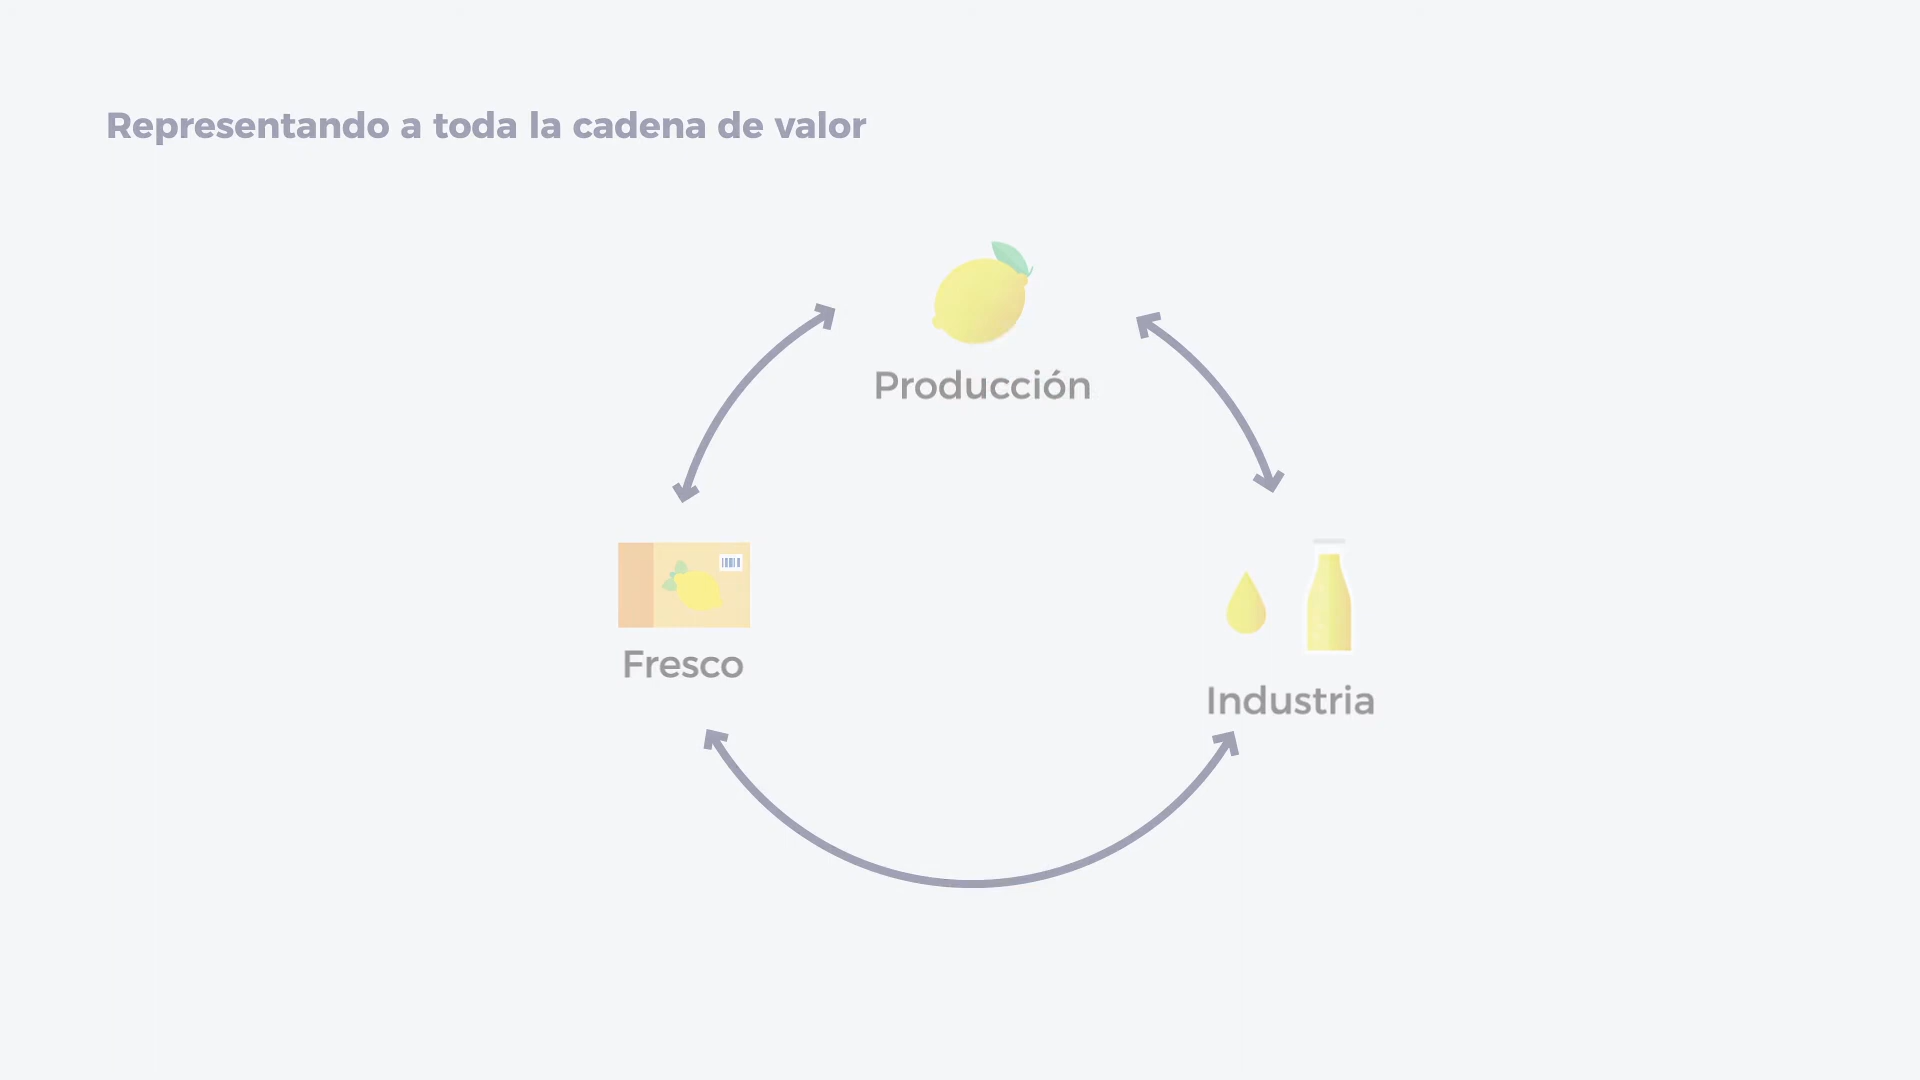 Representando a toda la cadena de valor
Producción
Fresco
Industria